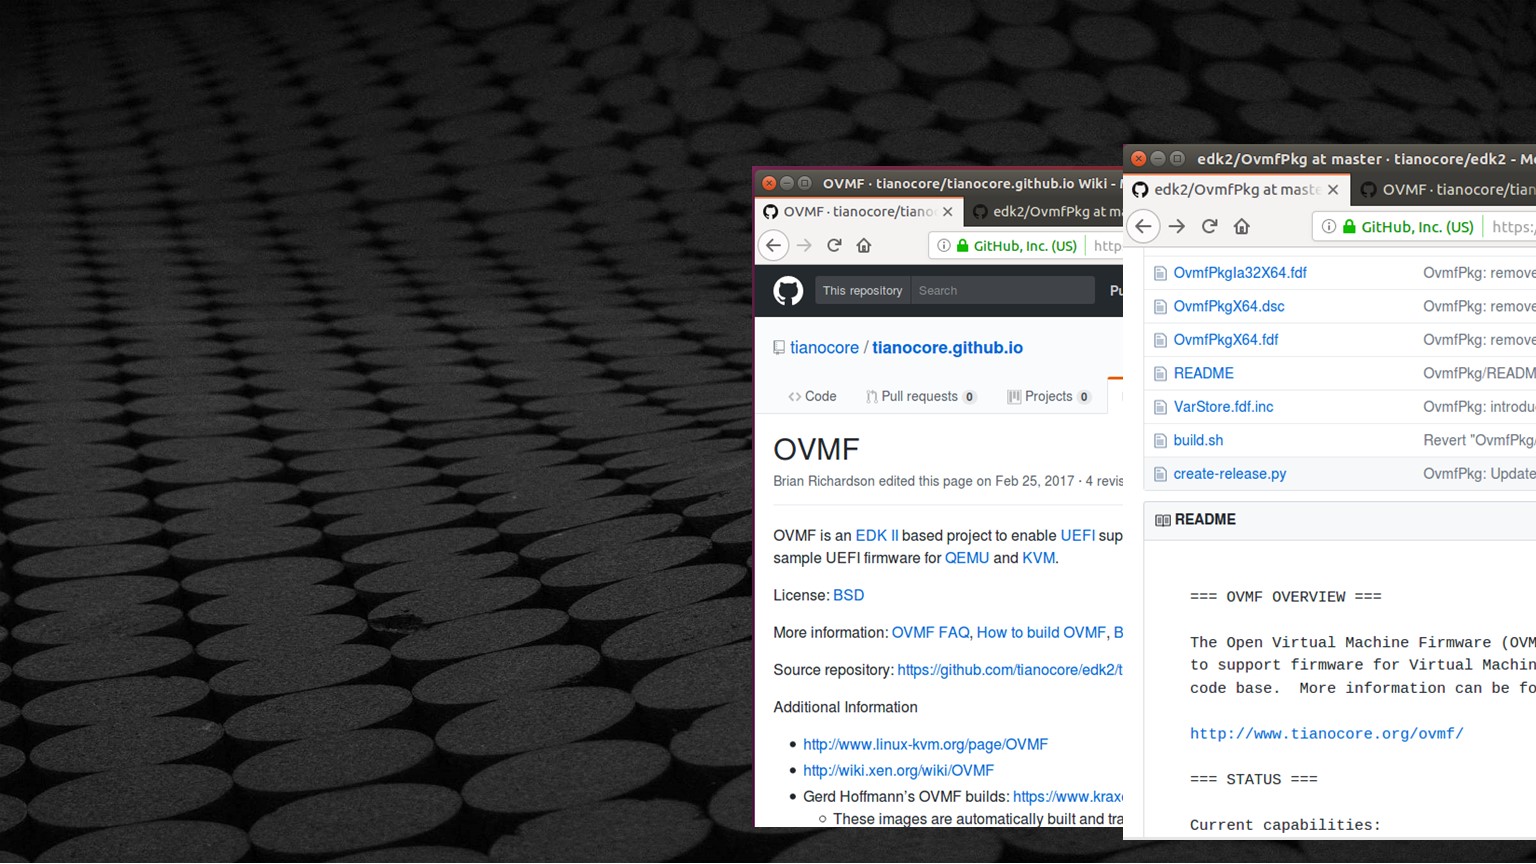 OVMF · tianocore/tianocore.github.io Wiki -
OVMF · tianocore/tiano
edk2/OvmfPkg at
GitHub, Inc. (US)
http
This repository
Search
tianocore / tianocore.github.io
Code
Pull requests 0
Projects 0
OVMF
Brian Richardson edited this page on Feb 25, 2017 · 4
OVMF is an EDK II based project to enable UEFI
sample UEFI firmware for QEMU and KVM.
License: BSD
More information: OVMF FAQ, How to build OVMF,
Source repository: https://github.com/tianocore/edk2/t
Additional Information
http://www.linux-kvm.org/page/OVMF
http://wiki.xen.org/wiki/OVMF
Gerd Hoffmann's OVMF builds: https://www.krax
These images are automatically built and
edk2/OvmfPkg at master · tianocore/edk2 -
edk2/OvmfPkg at maste
OVMF · tianocore/tian
GitHub, Inc. (US)
https:
OvmfPkgIa32X64.fdf
OvmfPkg: remove
OvmfPkgX64.dsc
OvmfPkg: remove
OvmfPkgX64.fdf
OvmfPkg: remove
README
OvmfPkg/READM
VarStore.fdf.inc
OvmfPkg: introdu
build.sh
Revert "OvmfPkg/
create-release.py
OvmfPkg: Update
README
=== OVMF OVERVIEW ===
The Open Virtual Machine Firmware (OVM
to support firmware for Virtual Machin
code base. More information can be fo
http://www.tianocore.org/ovmf/
=== STATUS ===
Current capabilities: